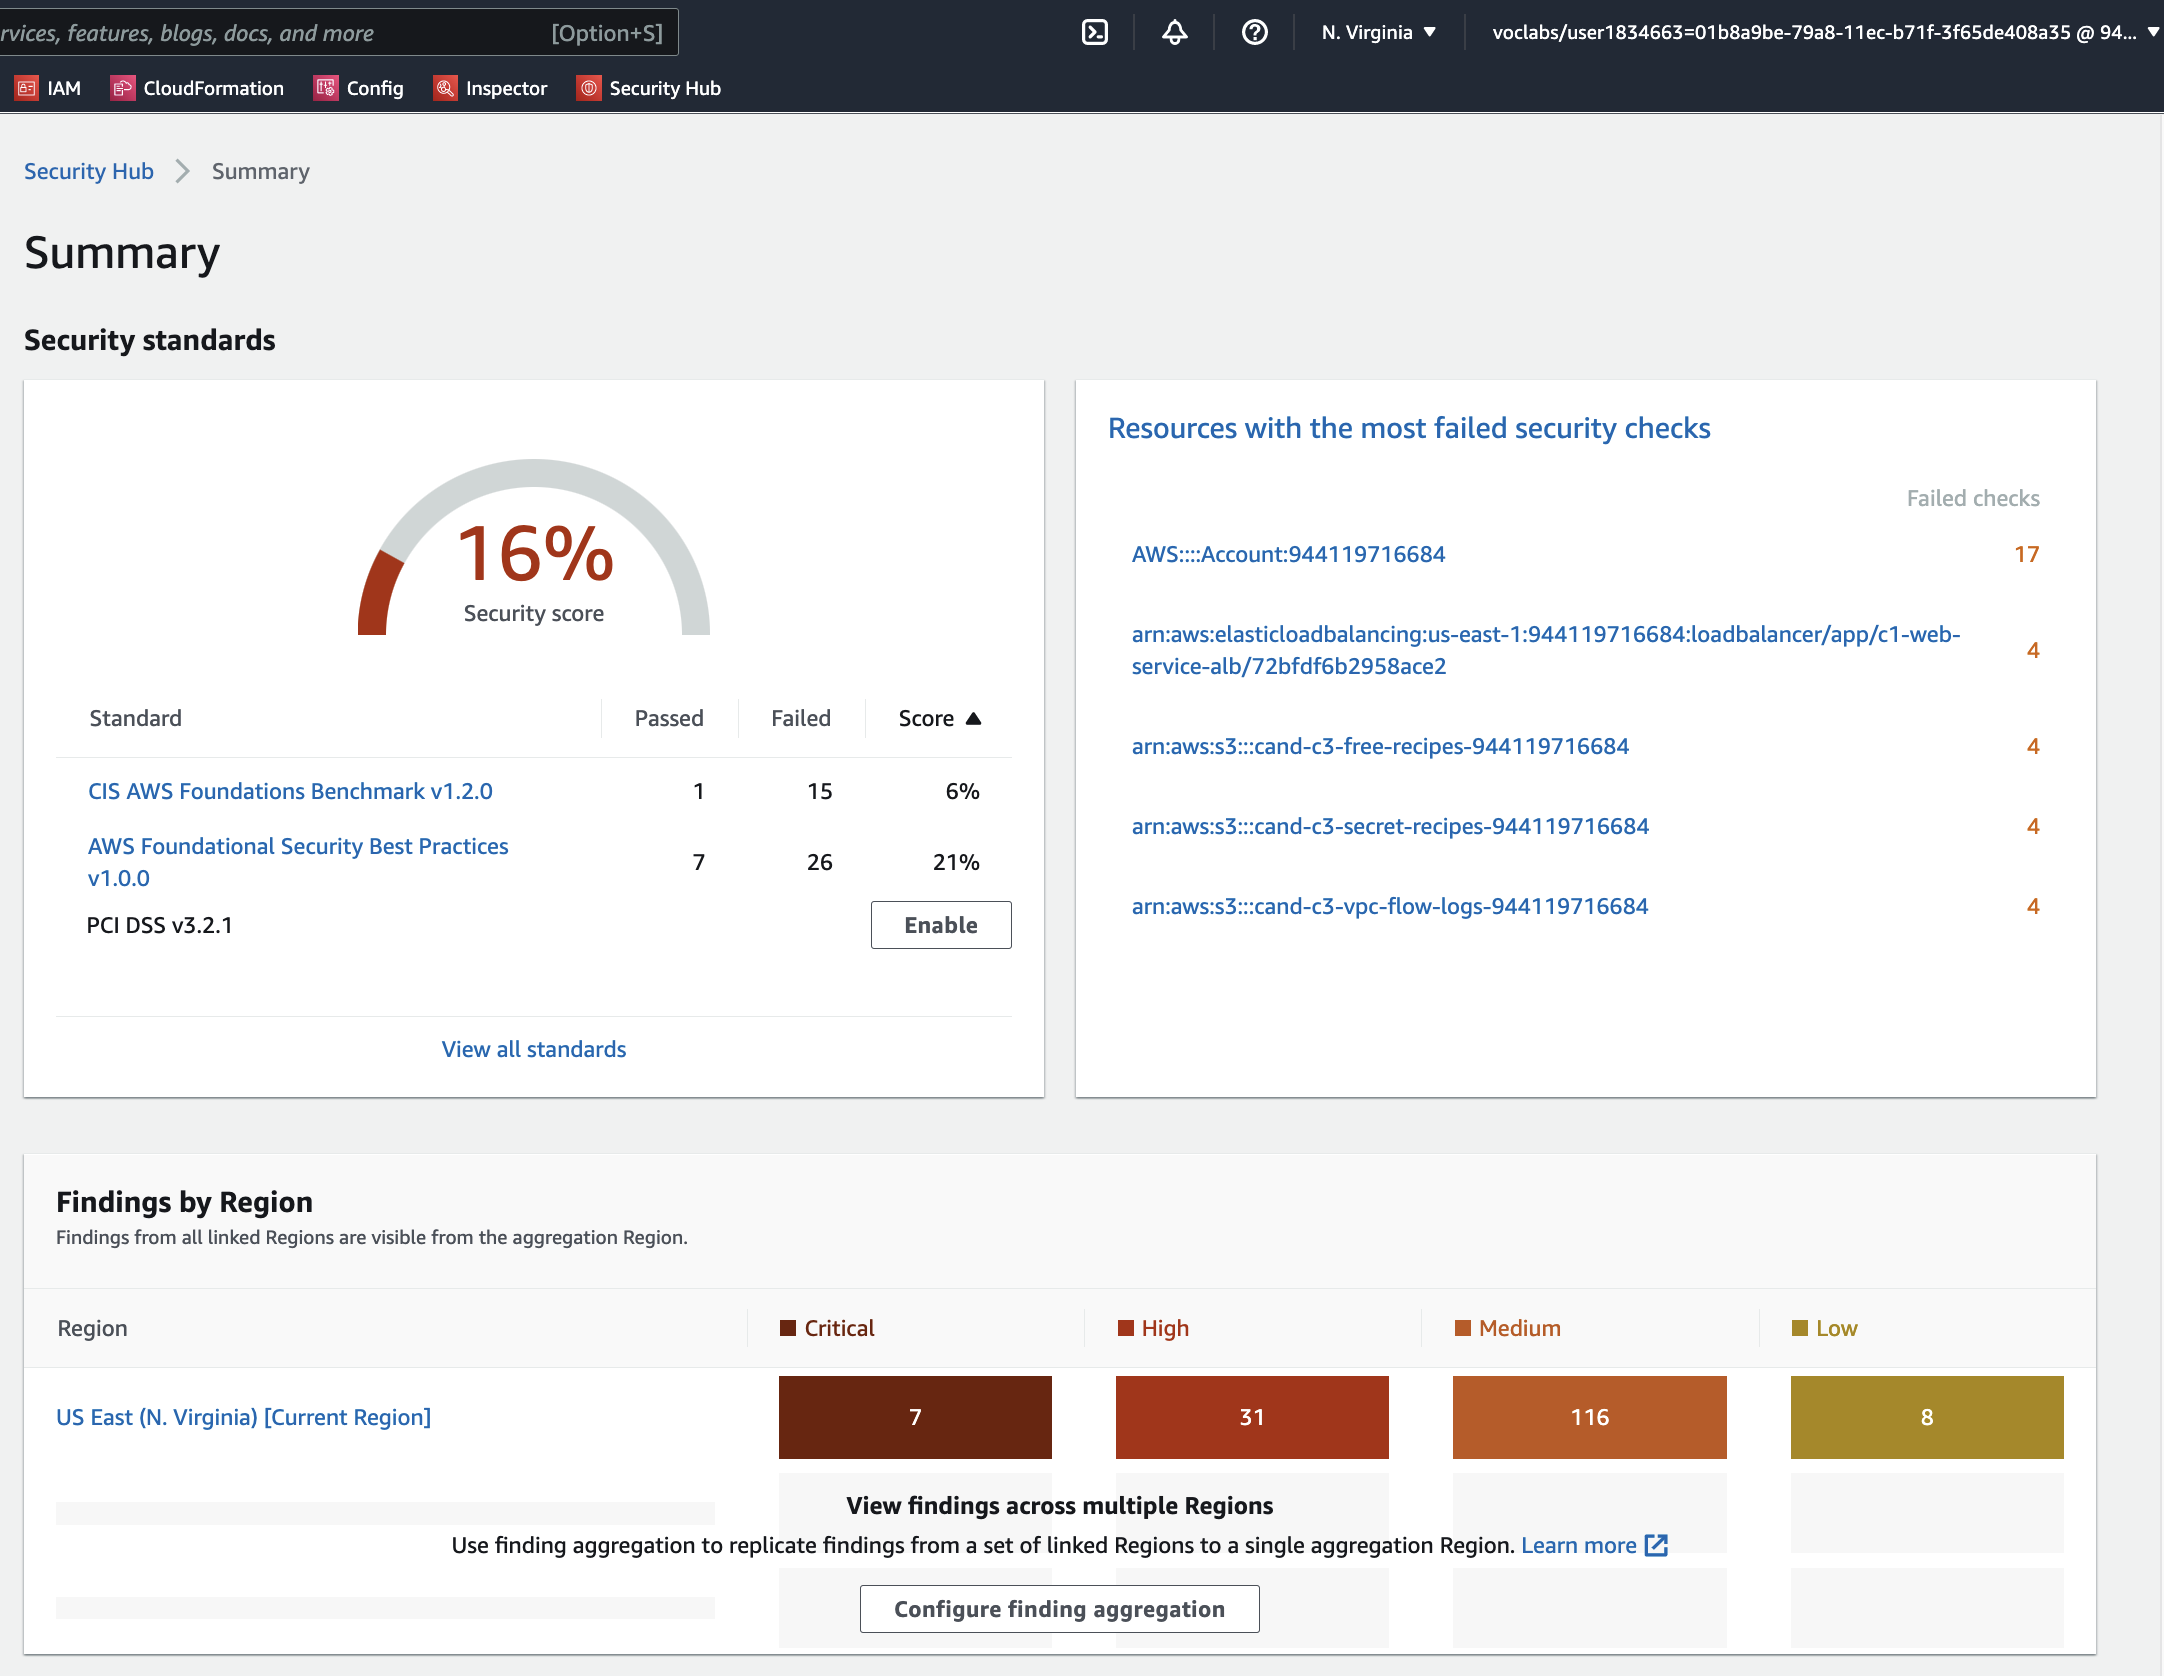 rvices, features, blogs, docs, and more [Option+S]
N. Virginia
voclabs/user1834663=01b8a9be-79a8-11ec-b71f-3f65de408a35 @ 94...
IAM CloudFormation Config Inspector Security Hub
Security Hub Summary
Summary
Security standards
16%
Security score
Standard Passed Failed Score
CIS AWS Foundations Benchmark v1.2.0 1 15 6%
AWS Foundational Security Best Practices
v1.0.0
7 26 21%
PCI DSS v3.2.1 Enable
View all standards
Resources with the most failed security checks
Failed checks
AWS::::Account:944119716684 17
arn:aws:elasticloadbalancing:us-east-1:944119716684:loadbalancer/app/c1-web-
service-alb/72bfdf6b2958ace2
4
arn:aws:s3:::cand-c3-free-recipes-944119716684 4
arn:aws:s3:::cand-c3-secret-recipes-944119716684 4
arn:aws:s3:::cand-c3-vpc-flow-logs-944119716684 4
Findings by Region
Findings from all linked Regions are visible from the aggregation Region.
Region Critical High Medium Low
US East (N. Virginia) [Current Region] 7 31 116 8
View findings across multiple Regions
Use finding aggregation to replicate findings from a set of linked Regions to a single aggregation Region. Learn more
Configure finding aggregation